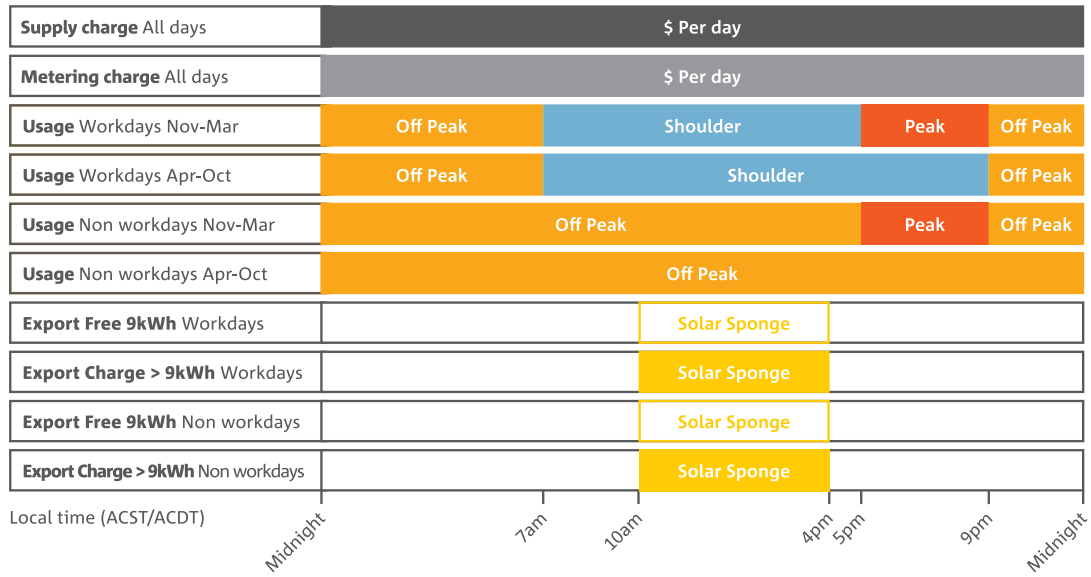 Supply charge All days $ Per day
Metering charge All days $ Per day
Usage Workdays Nov-Mar Off Peak Shoulder Peak Off Peak
Usage Workdays Apr-Oct Off Peak Shoulder Off Peak
Usage Non workdays Nov-Mar Off Peak Peak Off Peak
Usage Non workdays Apr-Oct Off Peak
Export Free 9kWh Workdays Solar Sponge
Export Charge > 9kWh Workdays Solar Sponge
Export Free 9kWh Non workdays Solar Sponge
Export Charge > 9kWh Non workdays Solar Sponge
Local time (ACST/ACDT) Midnight 7am 10am 4pm 5pm 9pm Midnight